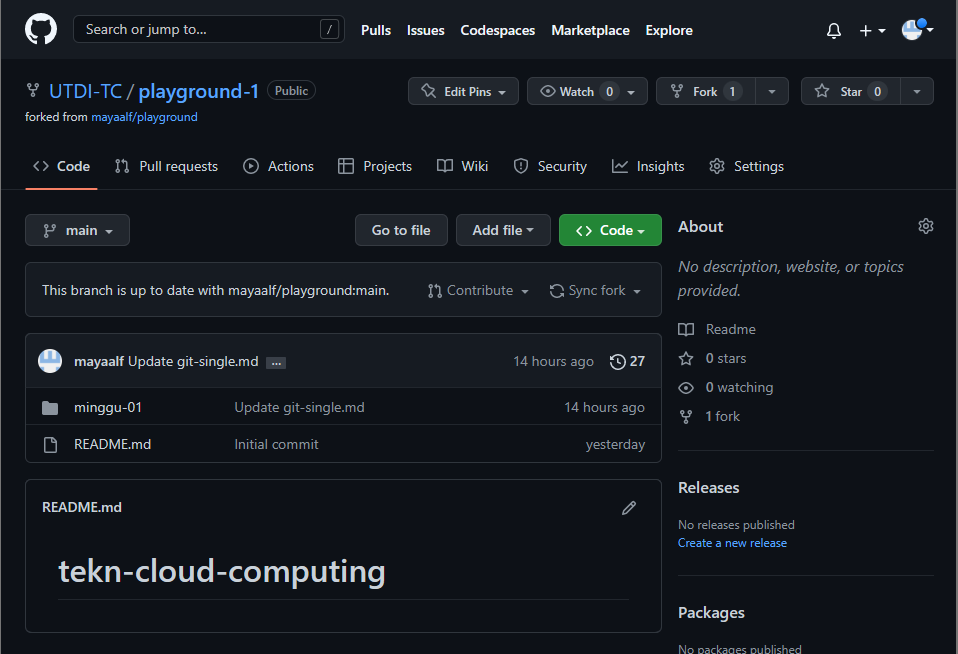 Search or jump to... /
Pulls Issues Codespaces Marketplace Explore
UTDI-TC / playground-1 Public
forked from mayaalf/playground
Edit Pins Watch 0 Fork 1 Star 0
Code Pull requests Actions Projects Wiki Security Insights Settings
main Go to file Add file Code
This branch is up to date with mayaalf/playground:main. Contribute Sync fork
mayaalf Update git-single.md ... 14 hours ago 27
minggu-01 Update git-single.md 14 hours ago
README.md Initial commit yesterday
README.md
tekn-cloud-computing
About
No description, website, or topics
provided.
Readme
0 stars
0 watching
1 fork
Releases
No releases published
Create a new release
Packages
No packages published